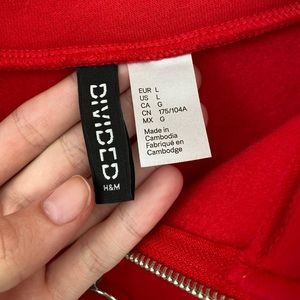 DIVIDED
H&M
EUR L
US L
CA G
CN 175/104A
MX G
Made in
Cambodia
Fabriqué en
Cambodge